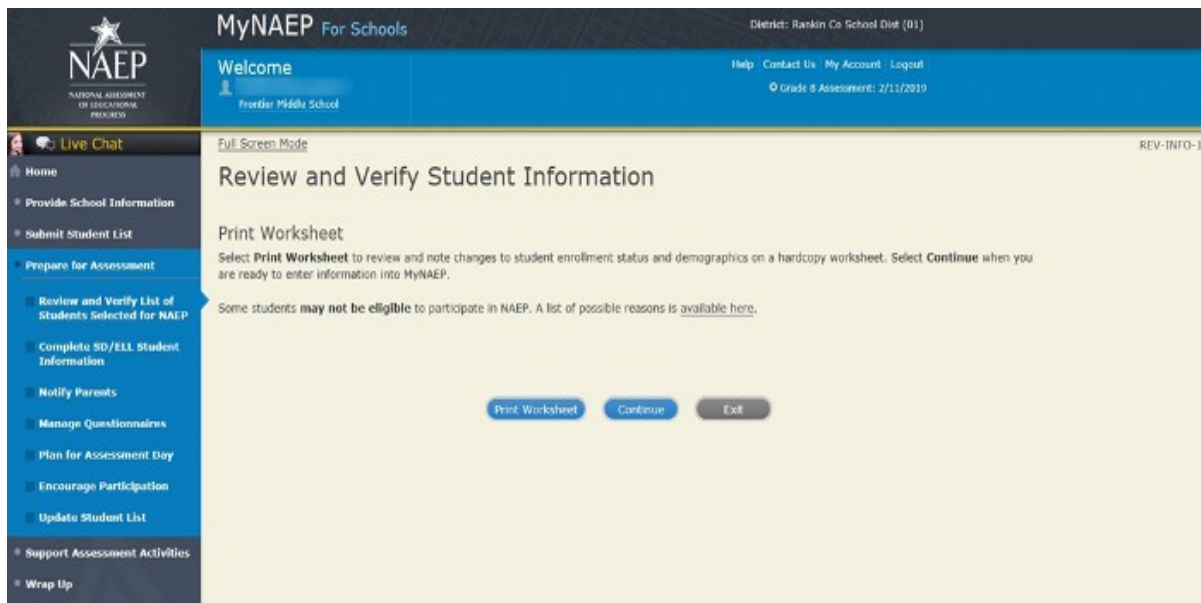 MyNAEP For Schools
District: Rankin Co School Dist (01)
NAEP
NATIONAL ASSESSMENT
OF EDUCATIONAL
PROGRESS
Welcome
Frontier Middle School
Help Contact Us My Account Logout
Grade 8 Assessment: 2/11/2019
Live Chat
Home
Provide School Information
Submit Student List
Prepare for Assessment
Review and Verify List of
Students Selected for NAEP
Complete SD/ELL Student
Information
Notify Parents
Manage Questionnaires
Plan for Assessment Day
Encourage Participation
Update Student List
Support Assessment Activities
Wrap Up
Full Screen Mode
REV-INFO-1
Review and Verify Student Information
Print Worksheet
Select Print Worksheet to review and note changes to student enrollment status and demographics on a hardcopy worksheet. Select Continue when you
are ready to enter information into MyNAEP.
Some students may not be eligible to participate in NAEP. A list of possible reasons is available here.
Print Worksheet
Continue
Exit